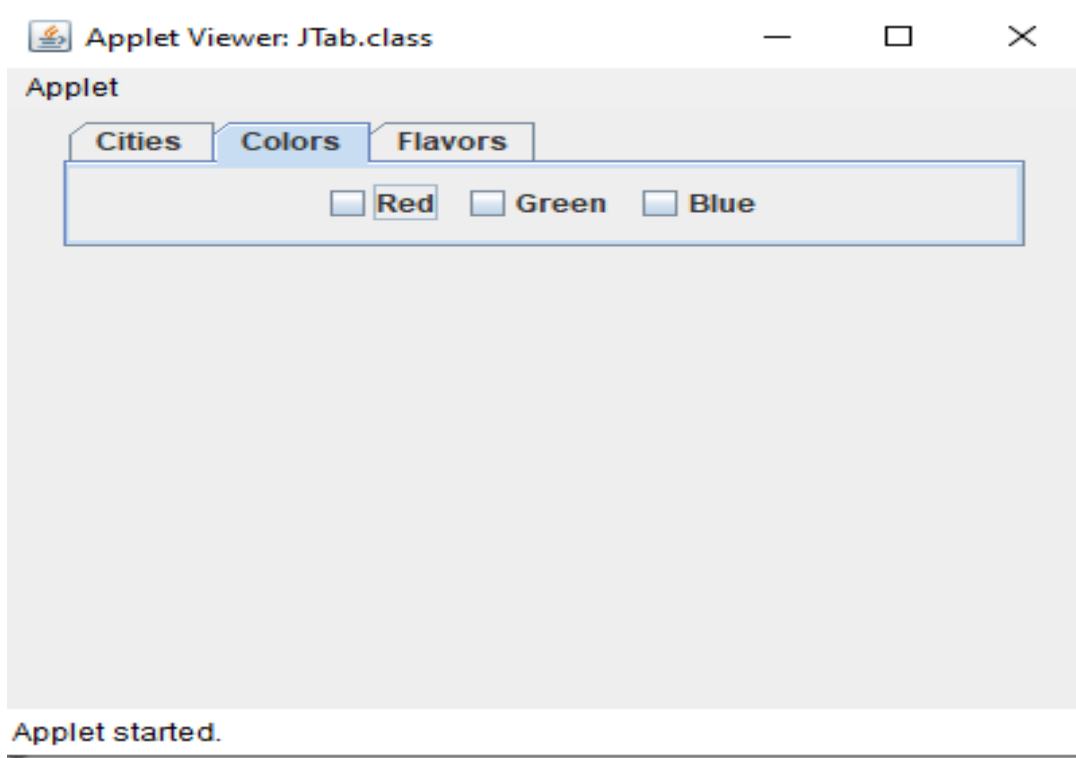 Applet Viewer: JTab.class
Applet
Cities Colors Flavors
Red Green Blue
Applet started.